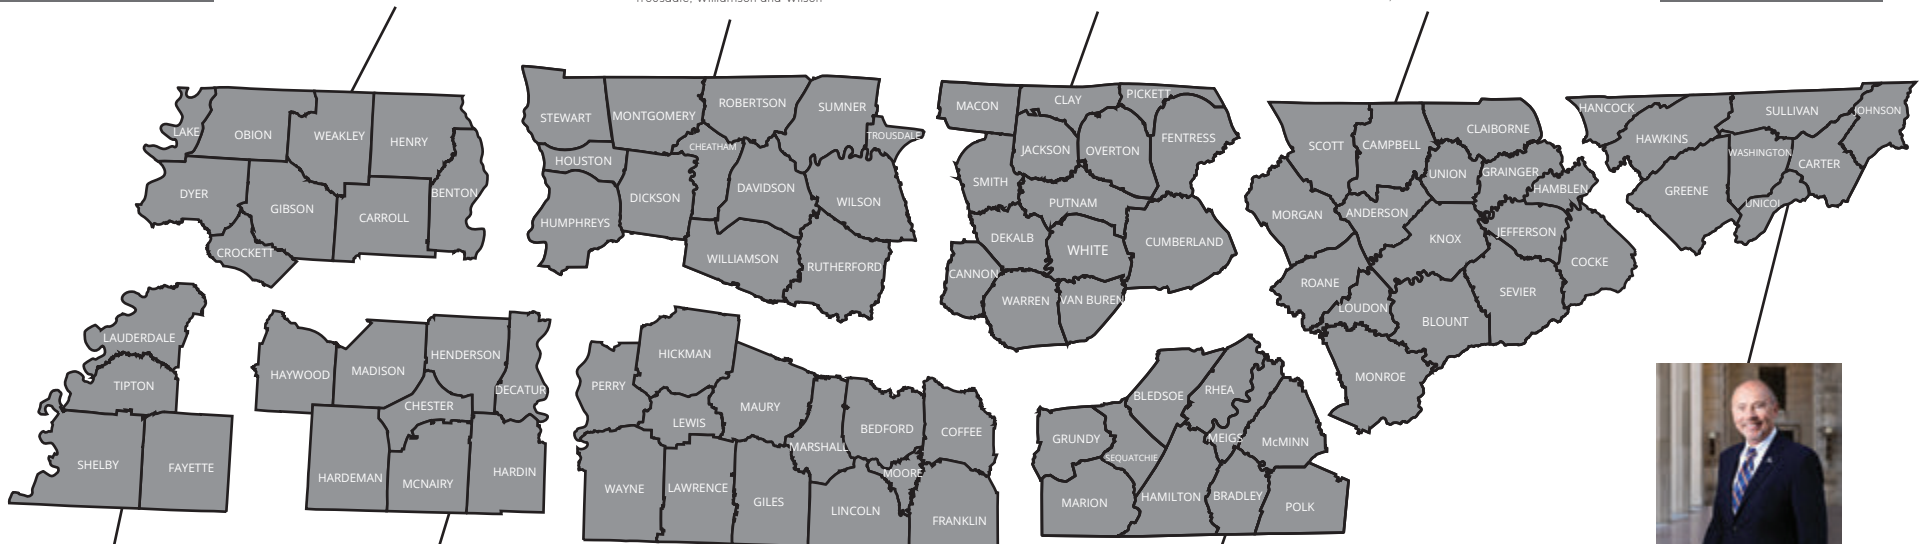 Trousdale, Williamson and Wilson
LAKE
OBION
WEAKLEY
HENRY
DYER
GIBSON
CARROLL
BENTON
CROCKETT
STEWART
MONTGOMERY
ROBERTSON
SUMNER
TROUSDALE
CHEATHAM
HOUSTON
DICKSON
DAVIDSON
WILSON
HUMPHREYS
WILLIAMSON
RUTHERFORD
MACON
CLAY
PICKETT
JACKSON
OVERTON
FENTRESS
SMITH
PUTNAM
DEKALB
WHITE
CUMBERLAND
CANNON
WARREN
VAN BUREN
SCOTT
CAMPBELL
CLAIBORNE
UNION
GRAINGER
HAMBLEN
MORGAN
ANDERSON
KNOX
JEFFERSON
COCKE
ROANE
LOUDON
BLOUNT
SEVIER
MONROE
HANCOCK
HAWKINS
SULLIVAN
JOHNSON
WASHINGTON
CARTER
GREENE
UNICOI
LAUDERDALE
TIPTON
SHELBY
FAYETTE
HAYWOOD
MADISON
HENDERSON
DECATUR
CHESTER
HARDEMAN
MCNAIRY
HARDIN
HICKMAN
PERRY
LEWIS
MAURY
MARSHALL
BEDFORD
COFFEE
MOORE
WAYNE
LAWRENCE
GILES
LINCOLN
FRANKLIN
BLEDSOE
RHEA
GRUNDY
SEQUATCHIE
MEIGS
McMINN
MARION
HAMILTON
BRADLEY
POLK